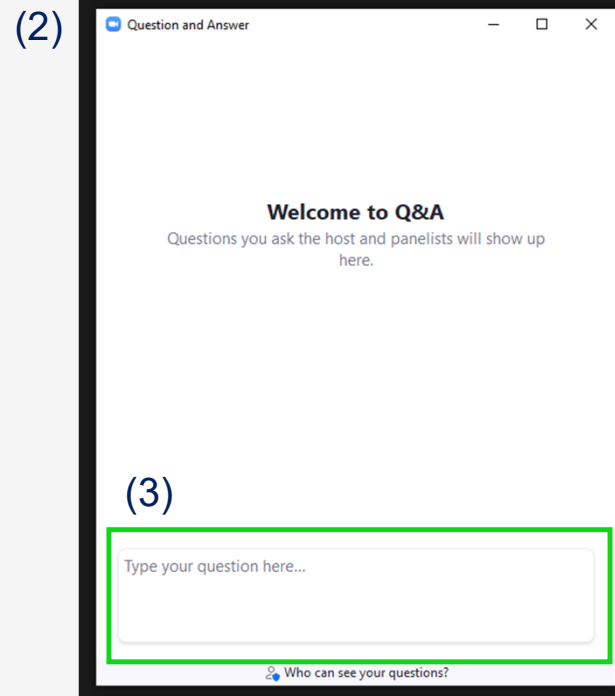 (2)
Question and Answer
Welcome to Q&A
Questions you ask the host and panelists will show up
here.
(3)
Type your question here...
Who can see your questions?